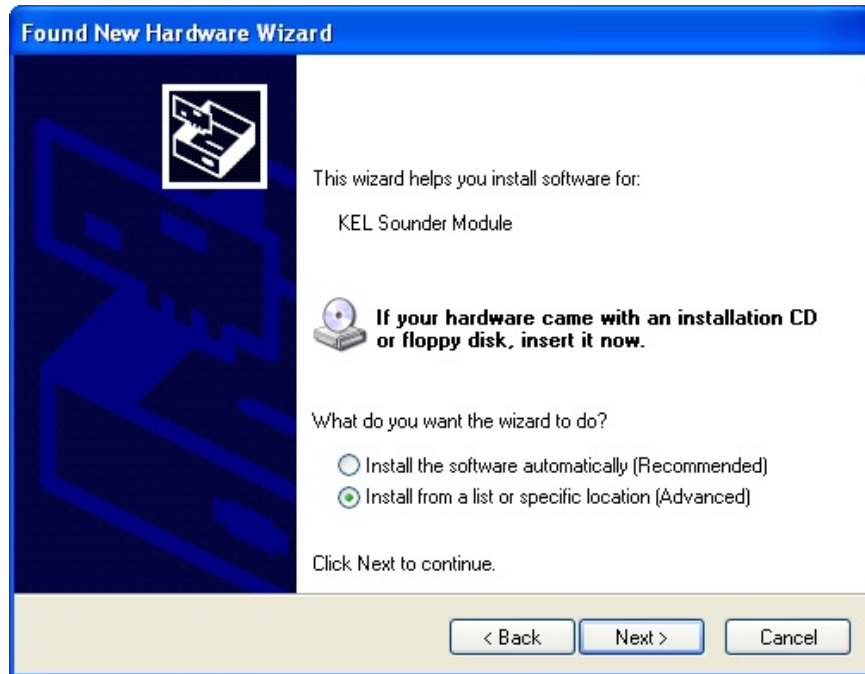 Found New Hardware Wizard
This wizard helps you install software for:
KEL Sounder Module
If your hardware came with an installation CD
or floppy disk, insert it now.
What do you want the wizard to do?
Install the software automatically (Recommended)
Install from a list or specific location (Advanced)
Click Next to continue.
< Back Next > Cancel